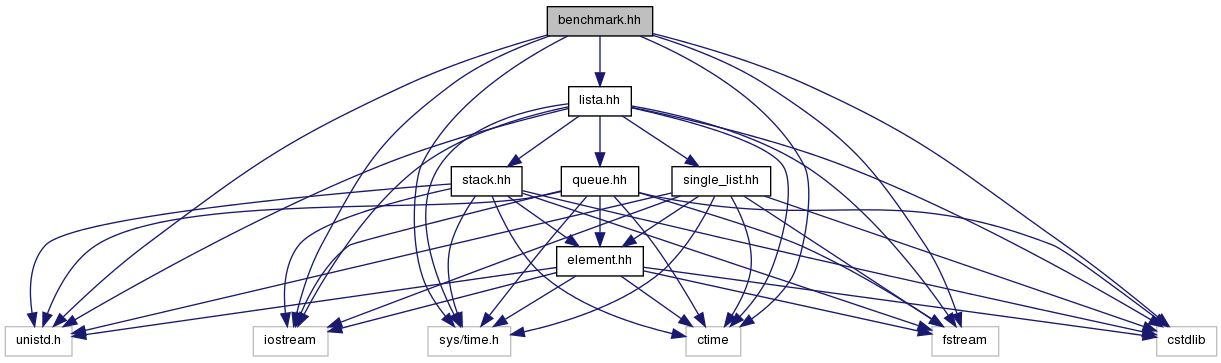 benchmark.hh
lista.hh
stack.hh
queue.hh
single_list.hh
element.hh
unistd.h
iostream
sys/time.h
ctime
fstream
cstdlib